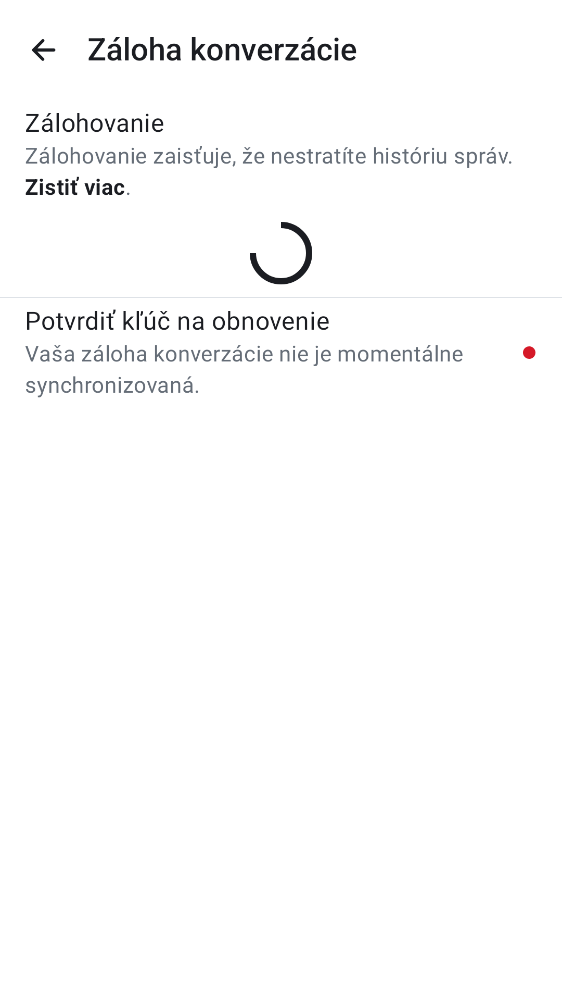 Záloha konverzácie
Zálohovanie
Zálohovanie zaisťuje, že nestratíte históriu správ.
Zistiť viac.
Potvrdiť kľúč na obnovenie
Vaša záloha konverzácie nie je momentálne
synchronizovaná.